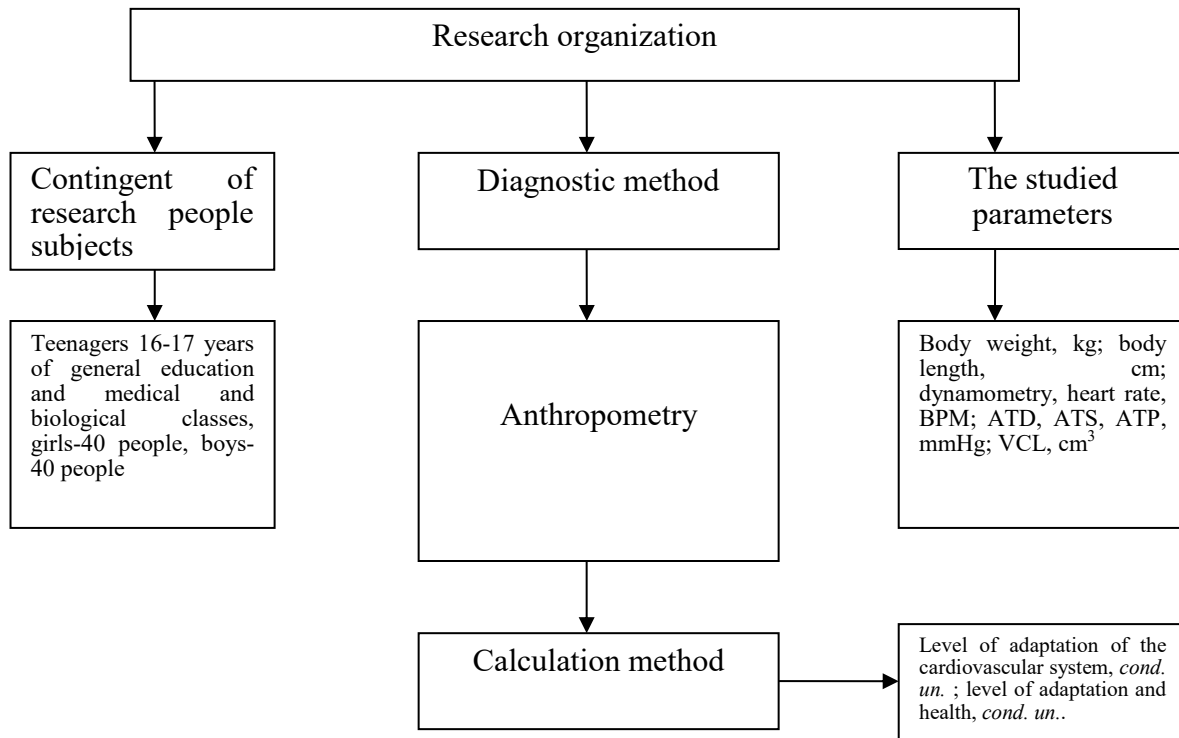 Research organization
Contingent of
research people
subjects
Diagnostic method
The studied
parameters
Teenagers 16-17 years
of general education
and medical and
biological classes,
girls-40 people, boys-
40 people
Anthropometry
Body weight, kg; body
length, cm;
dynamometry, heart rate,
BPM; ATD, ATS, ATP,
mmHg; VCL, cm³
Calculation method
Level of adaptation of the
cardiovascular system, cond.
un. ; level of adaptation and
health, cond. un..